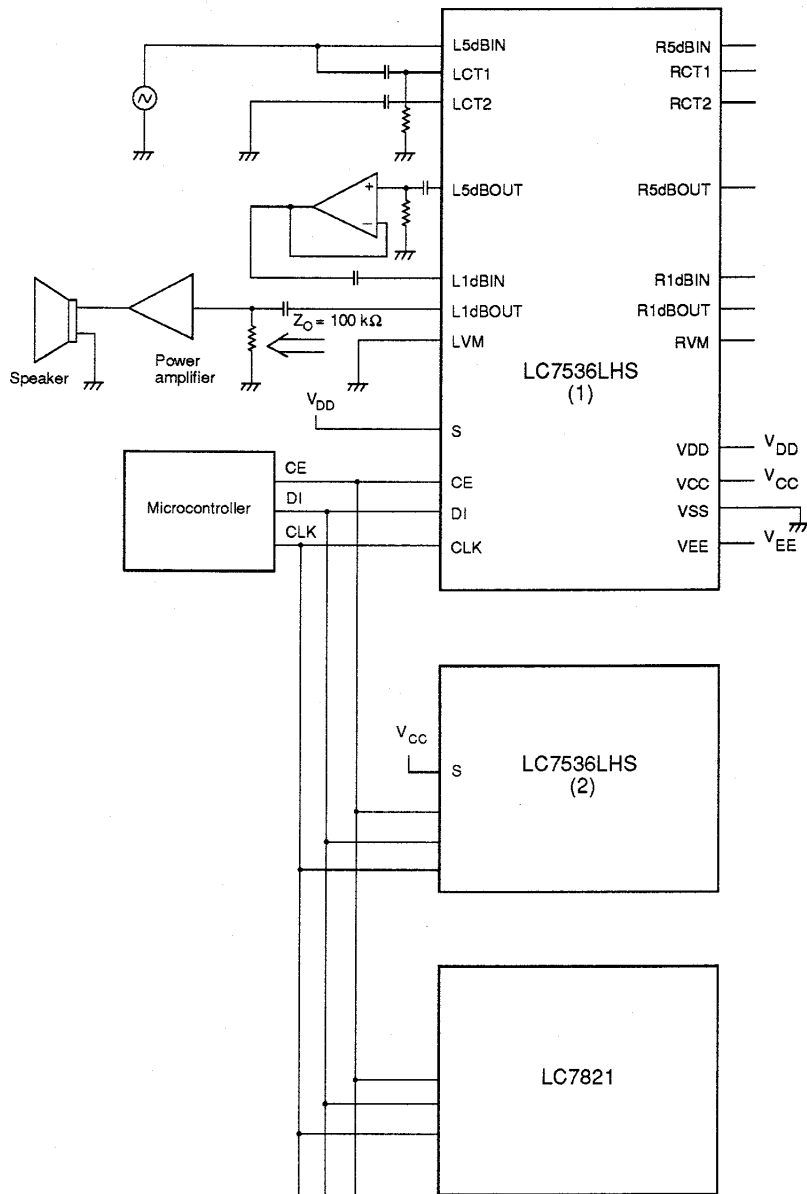 L5dBIN
R5dBIN
LCT1
RCT1
LCT2
RCT2
L5dBOUT
R5dBOUT
+
−
L1dBIN
R1dBIN
L1dBOUT
R1dBOUT
Z_O = 100 kΩ
LVM
RVM
Speaker
Power
amplifier
LC7536LHS
(1)
V_DD
S
VDD
V_DD
Microcontroller
CE
CE
VCC
V_CC
DI
DI
VSS
CLK
CLK
VEE
V_EE
V_CC
S
LC7536LHS
(2)
LC7821